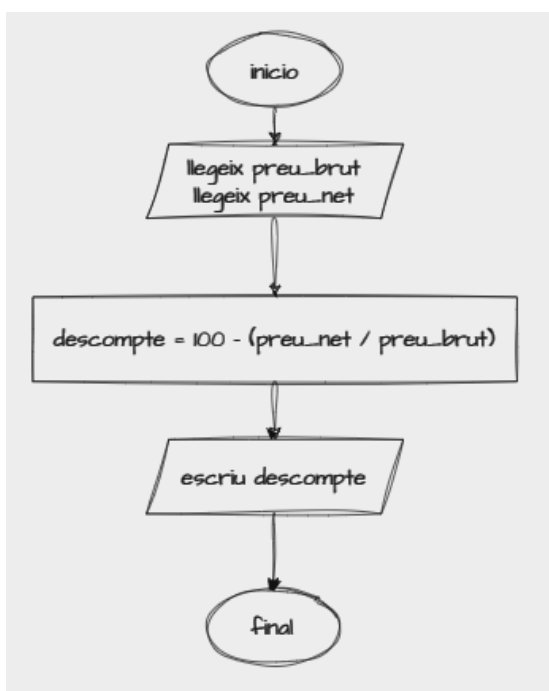 inicio
llegeix preu_brut
llegeix preu_net
descompte = 100 - (preu_net / preu_brut)
escriu descompte
final